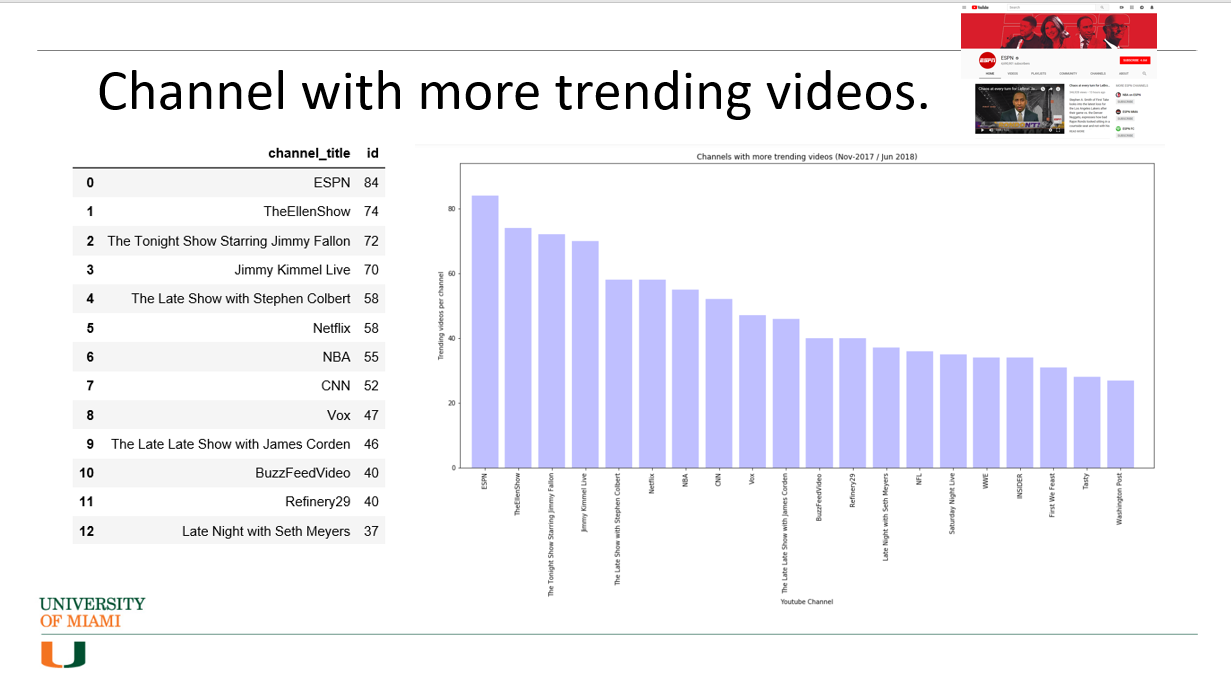 YouTube
Search
ESPN
ESPN
SUBSCRIBE
HOME VIDEOS PLAYLISTS COMMUNITY CHANNELS ABOUT
Channel with more trending videos.
channel_title id
0 ESPN 84
1 TheEllenShow 74
2 The Tonight Show Starring Jimmy Fallon 72
3 Jimmy Kimmel Live 70
4 The Late Show with Stephen Colbert 58
5 Netflix 58
6 NBA 55
7 CNN 52
8 Vox 47
9 The Late Late Show with James Corden 46
10 BuzzFeedVideo 40
11 Refinery29 40
12 Late Night with Seth Meyers 37
Channels with more trending videos (Nov-2017 / Jun 2018)
Trending videos per channel
80
60
40
20
0
ESPN
TheEllenShow
The Tonight Show Starring Jimmy Fallon
Jimmy Kimmel Live
The Late Show with Stephen Colbert
Netflix
NBA
CNN
Vox
The Late Late Show with James Corden
BuzzFeedVideo
Refinery29
Late Night with Seth Meyers
NFL
Saturday Night Live
WWE
INSIDER
First We Feast
Tasty
Washington Post
Youtube Channel
UNIVERSITY
OF MIAMI